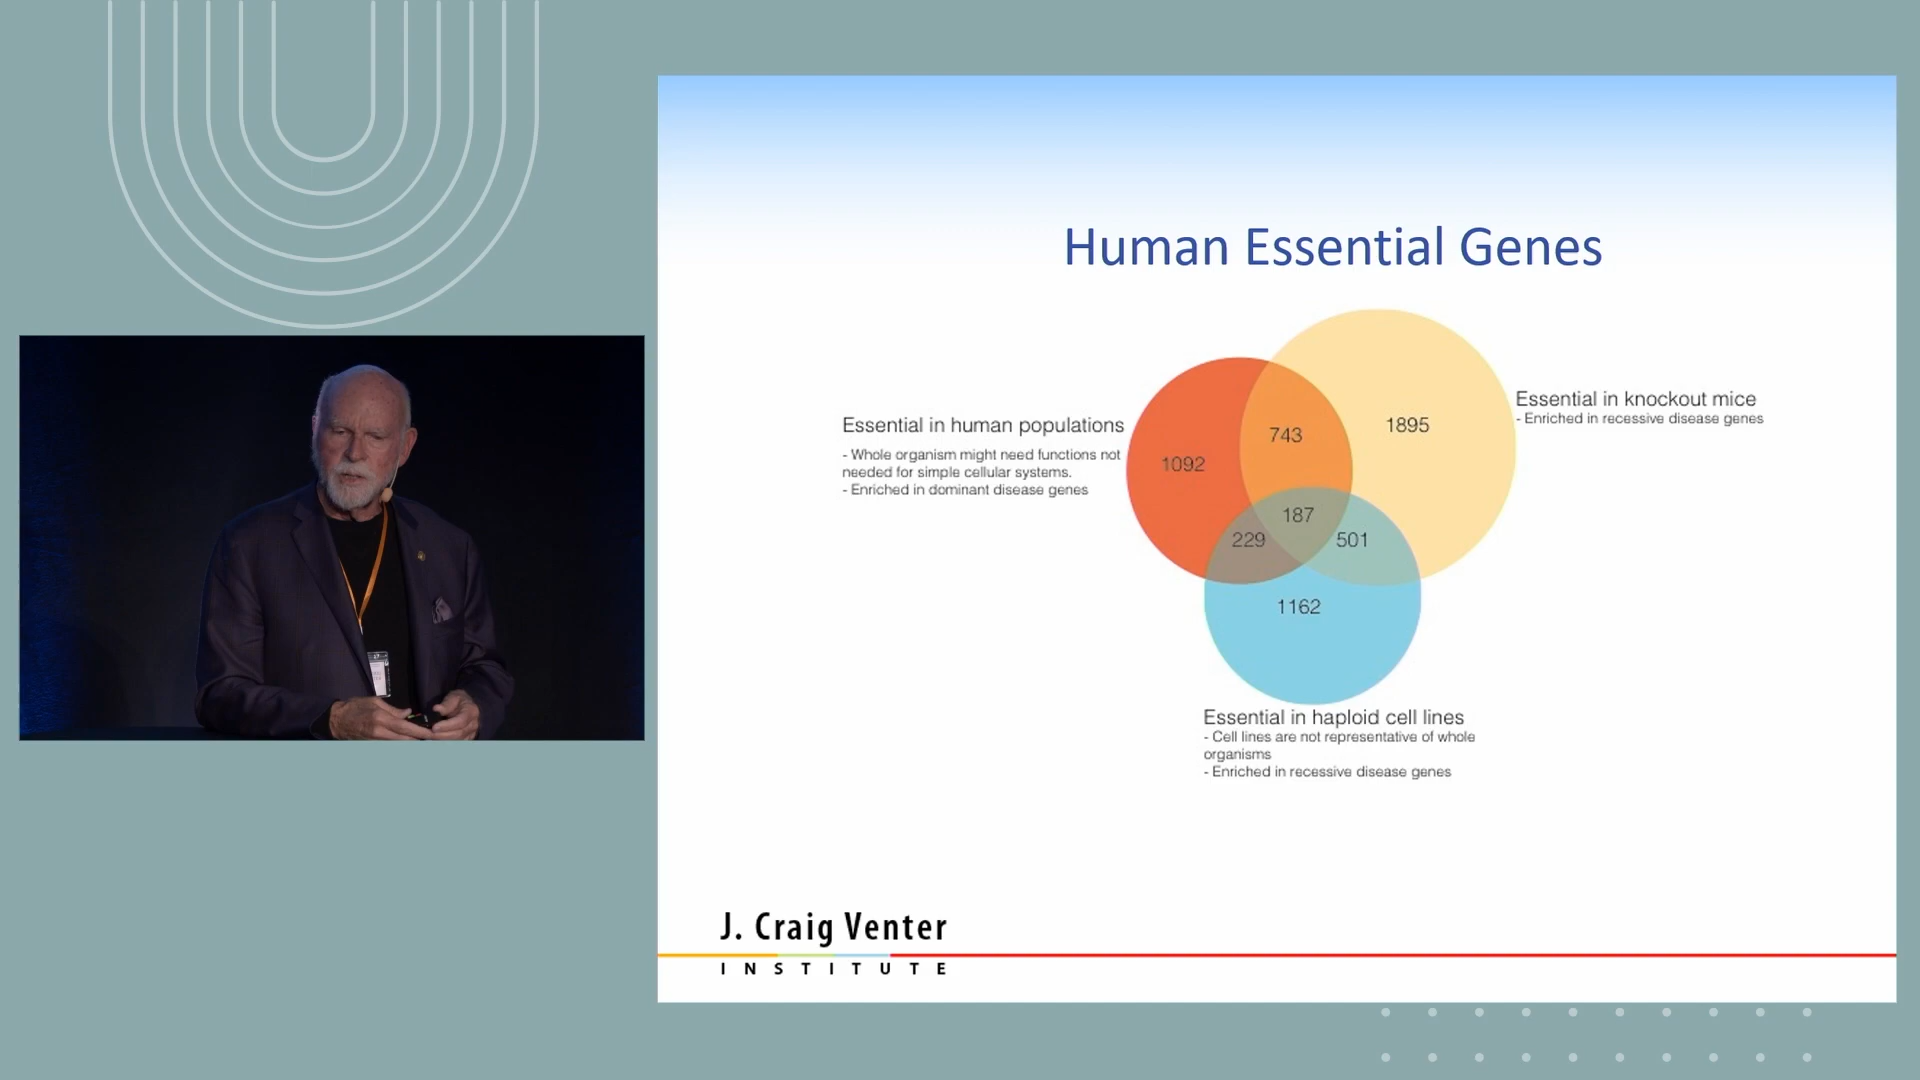 Human Essential Genes
Essential in human populations
- Whole organism might need functions not
needed for simple cellular systems.
- Enriched in dominant disease genes
Essential in knockout mice
- Enriched in recessive disease genes
1092
743
1895
187
229
501
1162
Essential in haploid cell lines
- Cell lines are not representative of whole
organisms
- Enriched in recessive disease genes
J. Craig Venter
INSTITUTE